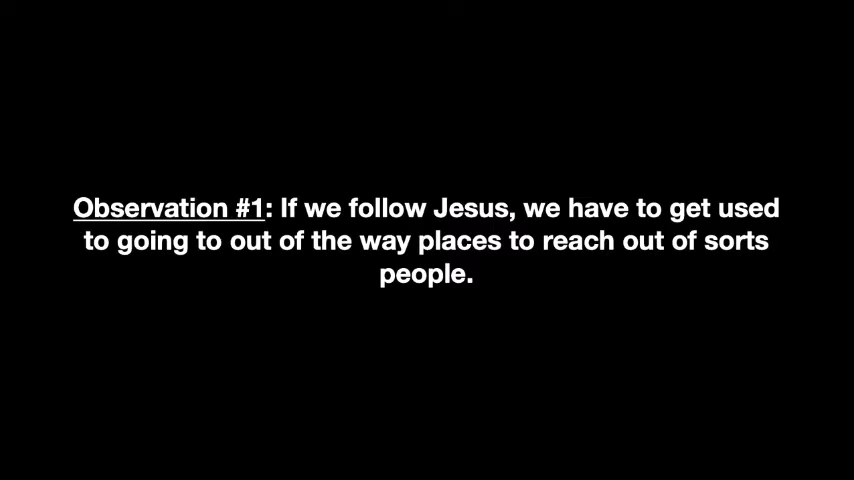 Observation #1: If we follow Jesus, we have to get used
to going to out of the way places to reach out of sorts
people.